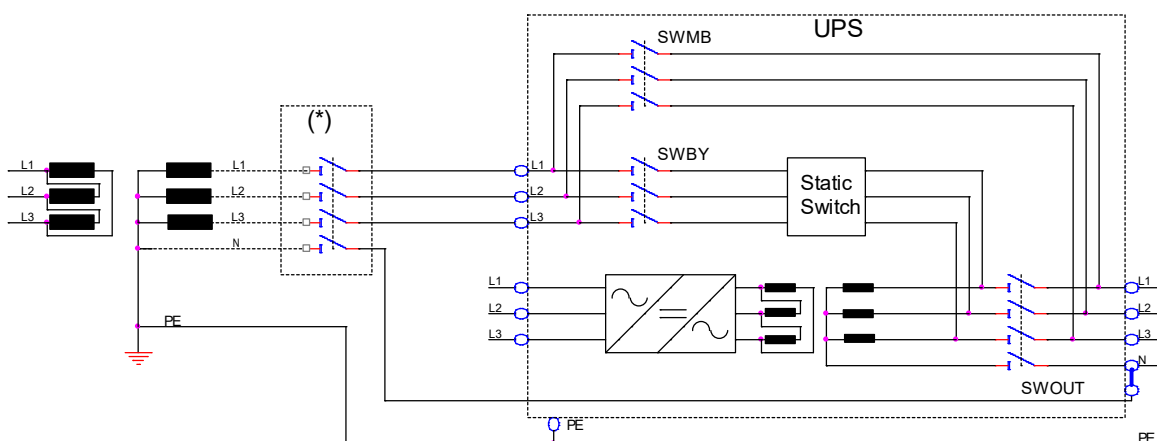 UPS
SWMB
(*)
L1 L1 L1 SWBY
L2 L2 L2
L3 L3 L3
Static
Switch
N
L1 L1
L2 L2
L3 L3
N
PE
SWOUT
PE PE